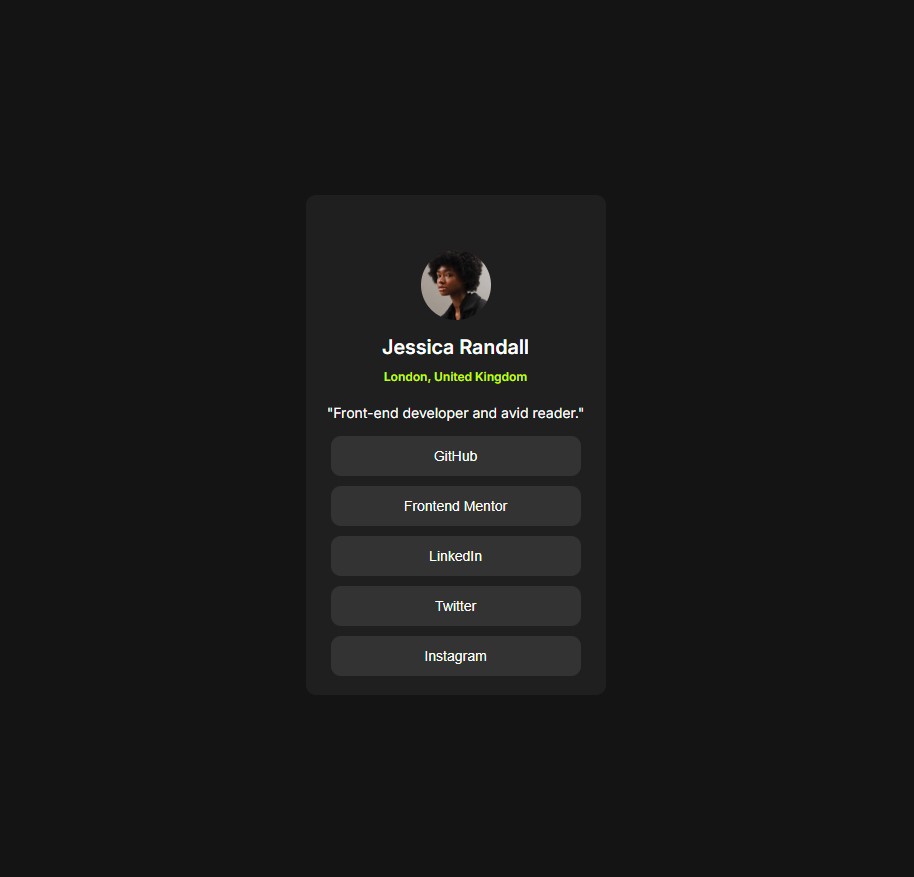 Jessica Randall
London, United Kingdom
"Front-end developer and avid reader."
GitHub
Frontend Mentor
LinkedIn
Twitter
Instagram